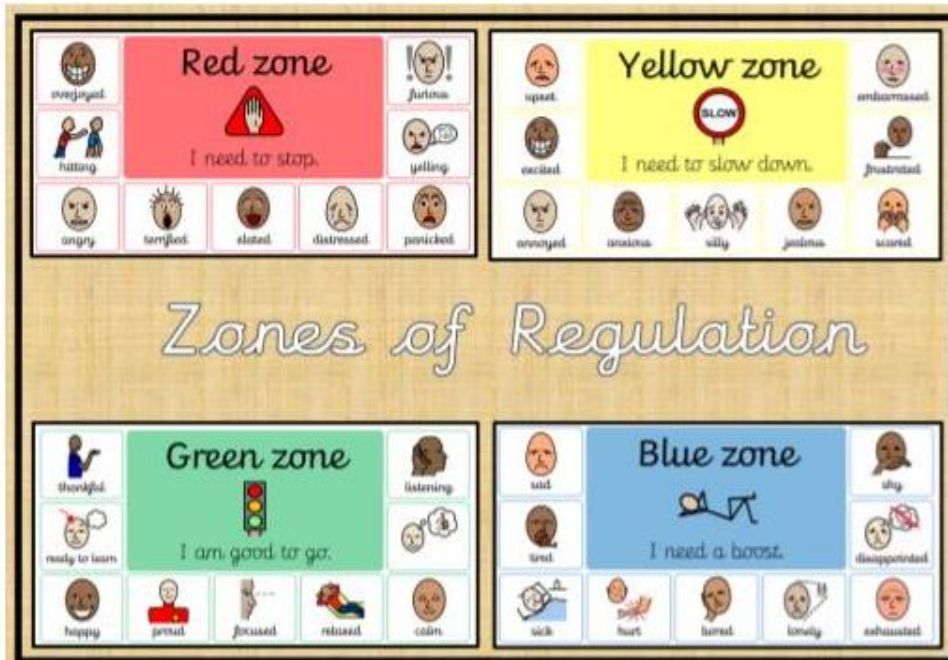 Red zone
I need to stop.
overjoyed
furious
hitting
yelling
angry
terrified
elated
distressed
panicked
Yellow zone
SLOW
I need to slow down.
upset
embarrassed
excited
frustrated
annoyed
anxious
silly
jealous
scared
Zones of Regulation
Green zone
I am good to go.
thankful
listening
ready to learn
happy
proud
focused
relaxed
calm
Blue zone
I need a boost.
sad
shy
tired
disappointed
sick
hurt
bored
lonely
exhausted